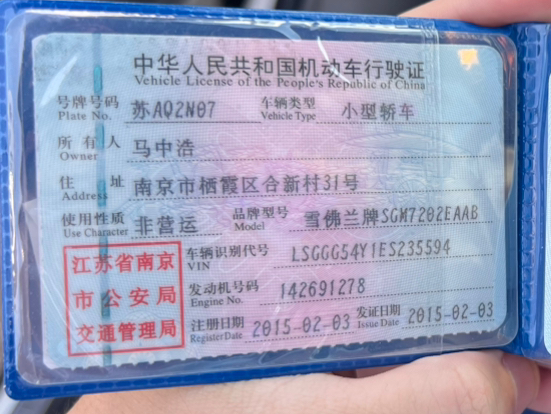 中华人民共和国机动车行驶证
Vehicle License of the People's Republic of China
号牌号码 苏AQ2N07 车辆类型 小型轿车
Plate No. Vehicle Type
所有人 马中浩
Owner
住址 南京市栖霞区合新村31号
Address
使用性质 非营运 品牌型号 雪佛兰牌SGM7202EAAB
Use Character Model
江苏省南京
市公安局
交通管理局
车辆识别代号 LSGGG54Y1ES235594
VIN
发动机号码 142691278
Engine No.
注册日期 2015-02-03 发证日期 2015-02-03
Register Date Issue Date